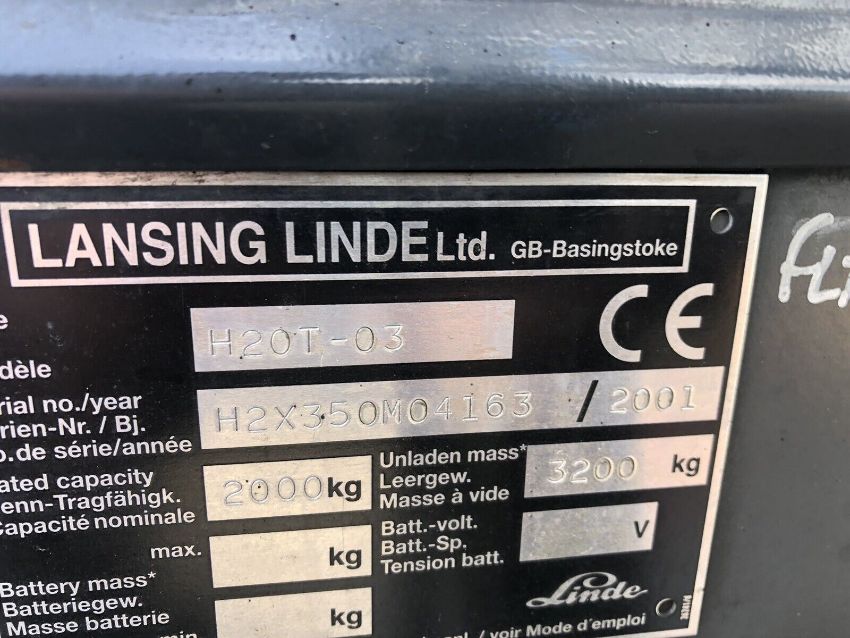 LANSING LINDE Ltd. GB-Basingstoke
H20T-03
CE
dèle
rial no./year
rien-Nr. / Bj.
o.de série/année
H2X350M04163 / 2001
ated capacity
enn-Tragfähigk.
Capacité nominale
2000 kg
Unladen mass*
Leergew.
Masse à vide
3200 kg
max.
kg
Batt.-volt.
Batt.-Sp.
Tension batt.
V
Battery mass*
Batteriegew.
Masse batterie
kg
min
Linde
/ voir Mode d'emploi